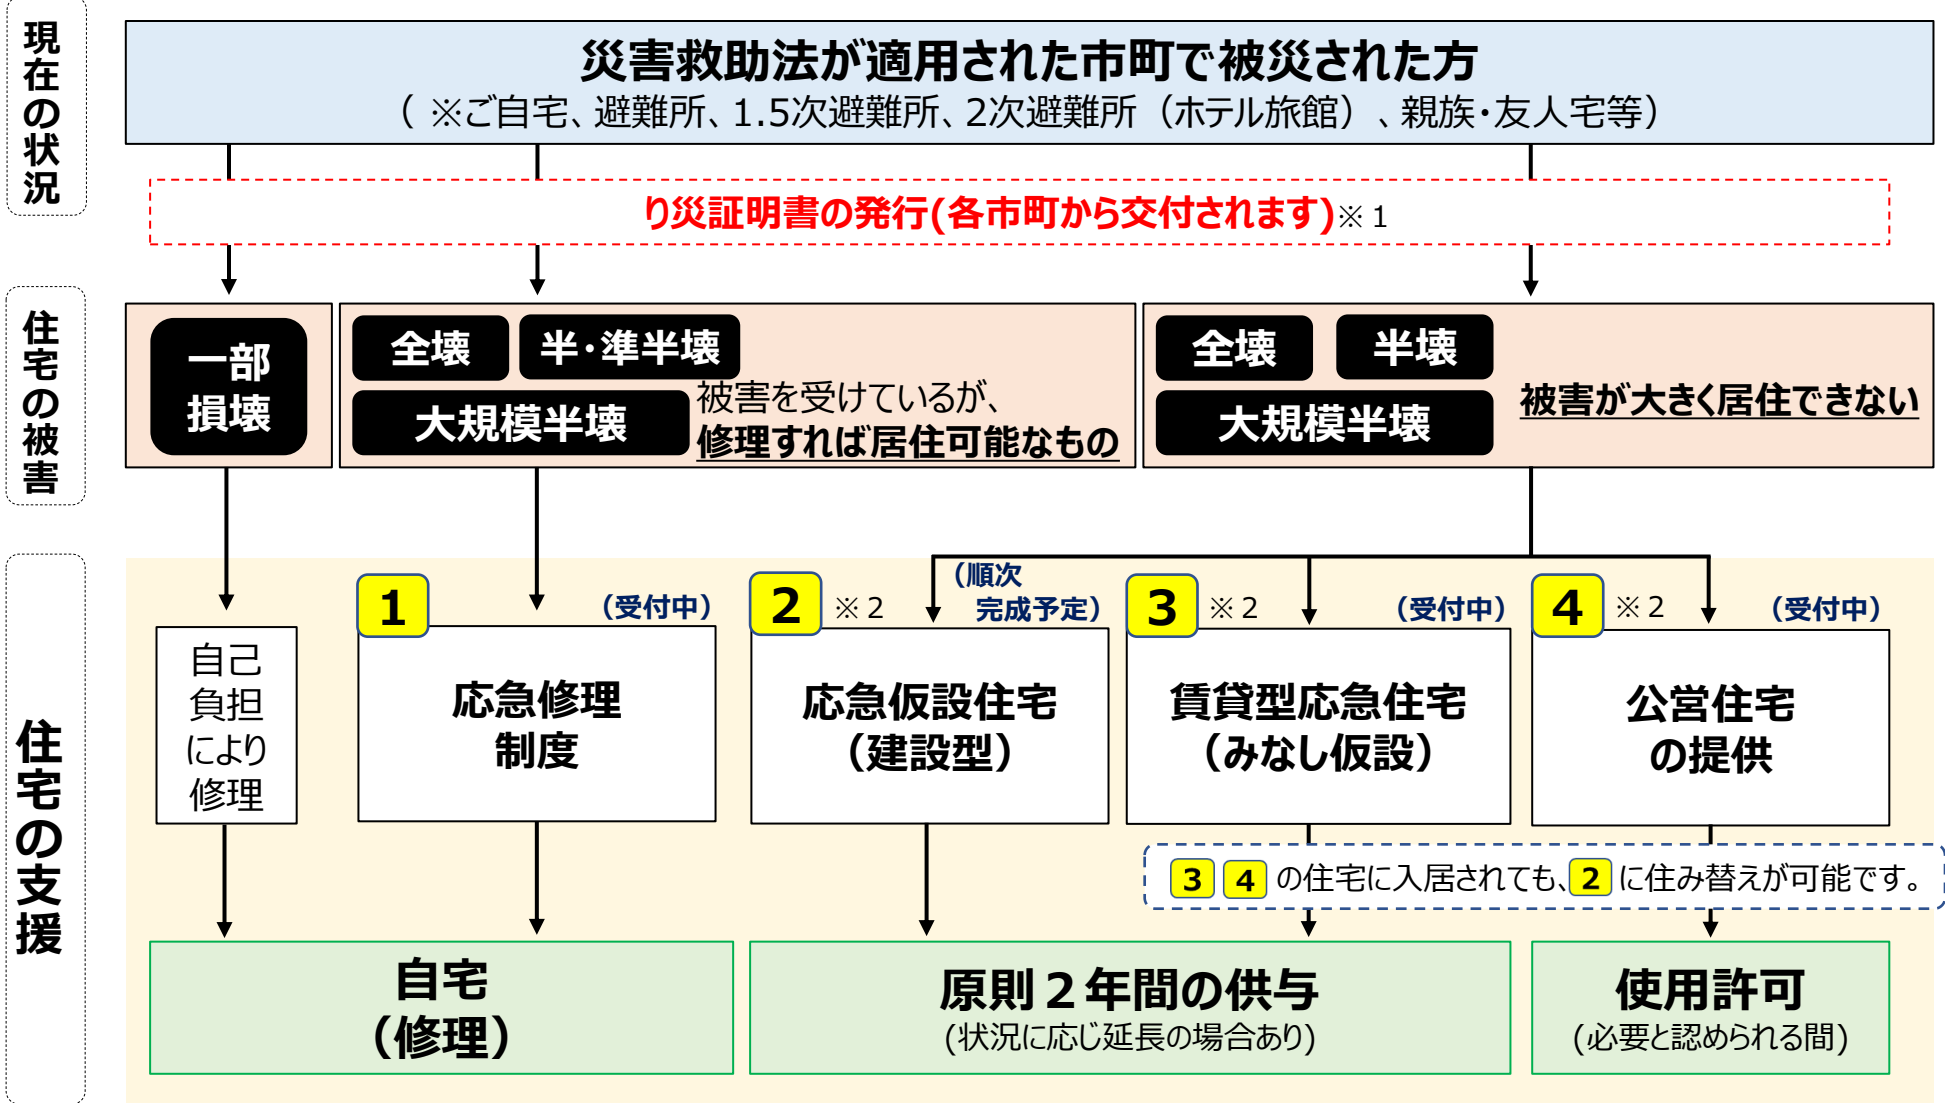 現在の状況
災害救助法が適用された市町で被災された方
（ ※ご自宅、避難所、1.5次避難所、2次避難所（ホテル旅館）、親族・友人宅等）
り災証明書の発行(各市町から交付されます)※１
住宅の被害
一部
損壊
全壊
半・準半壊
大規模半壊
被害を受けているが、
修理すれば居住可能なもの
全壊
半壊
大規模半壊
被害が大きく居住できない
住宅の支援
自己
負担
により
修理
1
（受付中）
応急修理
制度
2
※２
（順次
完成予定）
応急仮設住宅
（建設型）
3
※２
（受付中）
賃貸型応急住宅
（みなし仮設）
4
※２
（受付中）
公営住宅
の提供
3 4 の住宅に入居されても、2 に住み替えが可能です。
自宅
（修理）
原則２年間の供与
(状況に応じ延長の場合あり)
使用許可
(必要と認められる間)